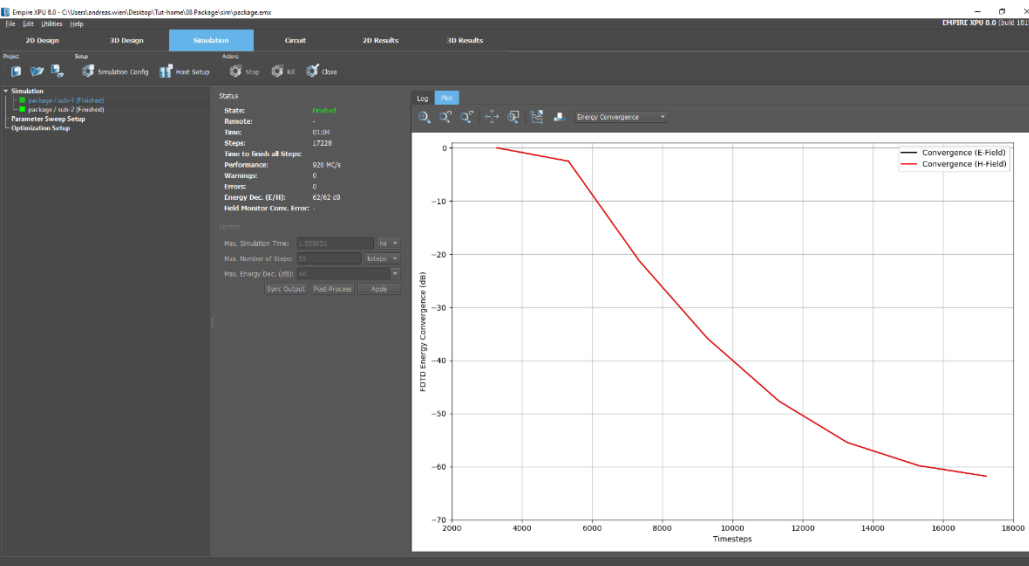 Empire XPU 8.0 - C:\Users\andreas.wien\Desktop\Tut-home\08 Package\sim\package.emx
File Edit Utilities Help
EMPIRE XPU 8.0 (build 181
2D Design 3D Design Simulation Circuit 2D Results 3D Results
Project Setup Actions
Simulation Config Host Setup Stop Kill Close
Simulation
package / sub-1 (Finished)
package / sub-2 (Finished)
Parameter Sweep Setup
Optimization Setup
Status
State: Finished
Remote: -
Time: 01:04
Steps: 17228
Time to finish all Steps:
Performance: 920 MC/s
Warnings: 0
Errors: 0
Energy Dec. (E/H): 62/62 dB
Field Monitor Conv. Error: -
Control
Max. Simulation Time: ns
Max. Number of Steps: 55 ksteps
Max. Energy Dec. (dB):
Sync Output Post-Process Apply
Log Plot
Energy Convergence
Convergence (E-Field)
Convergence (H-Field)
FDTD Energy Convergence (dB)
0
−10
−20
−30
−40
−50
−60
−70
2000 4000 6000 8000 10000 12000 14000 16000 18000
Timesteps